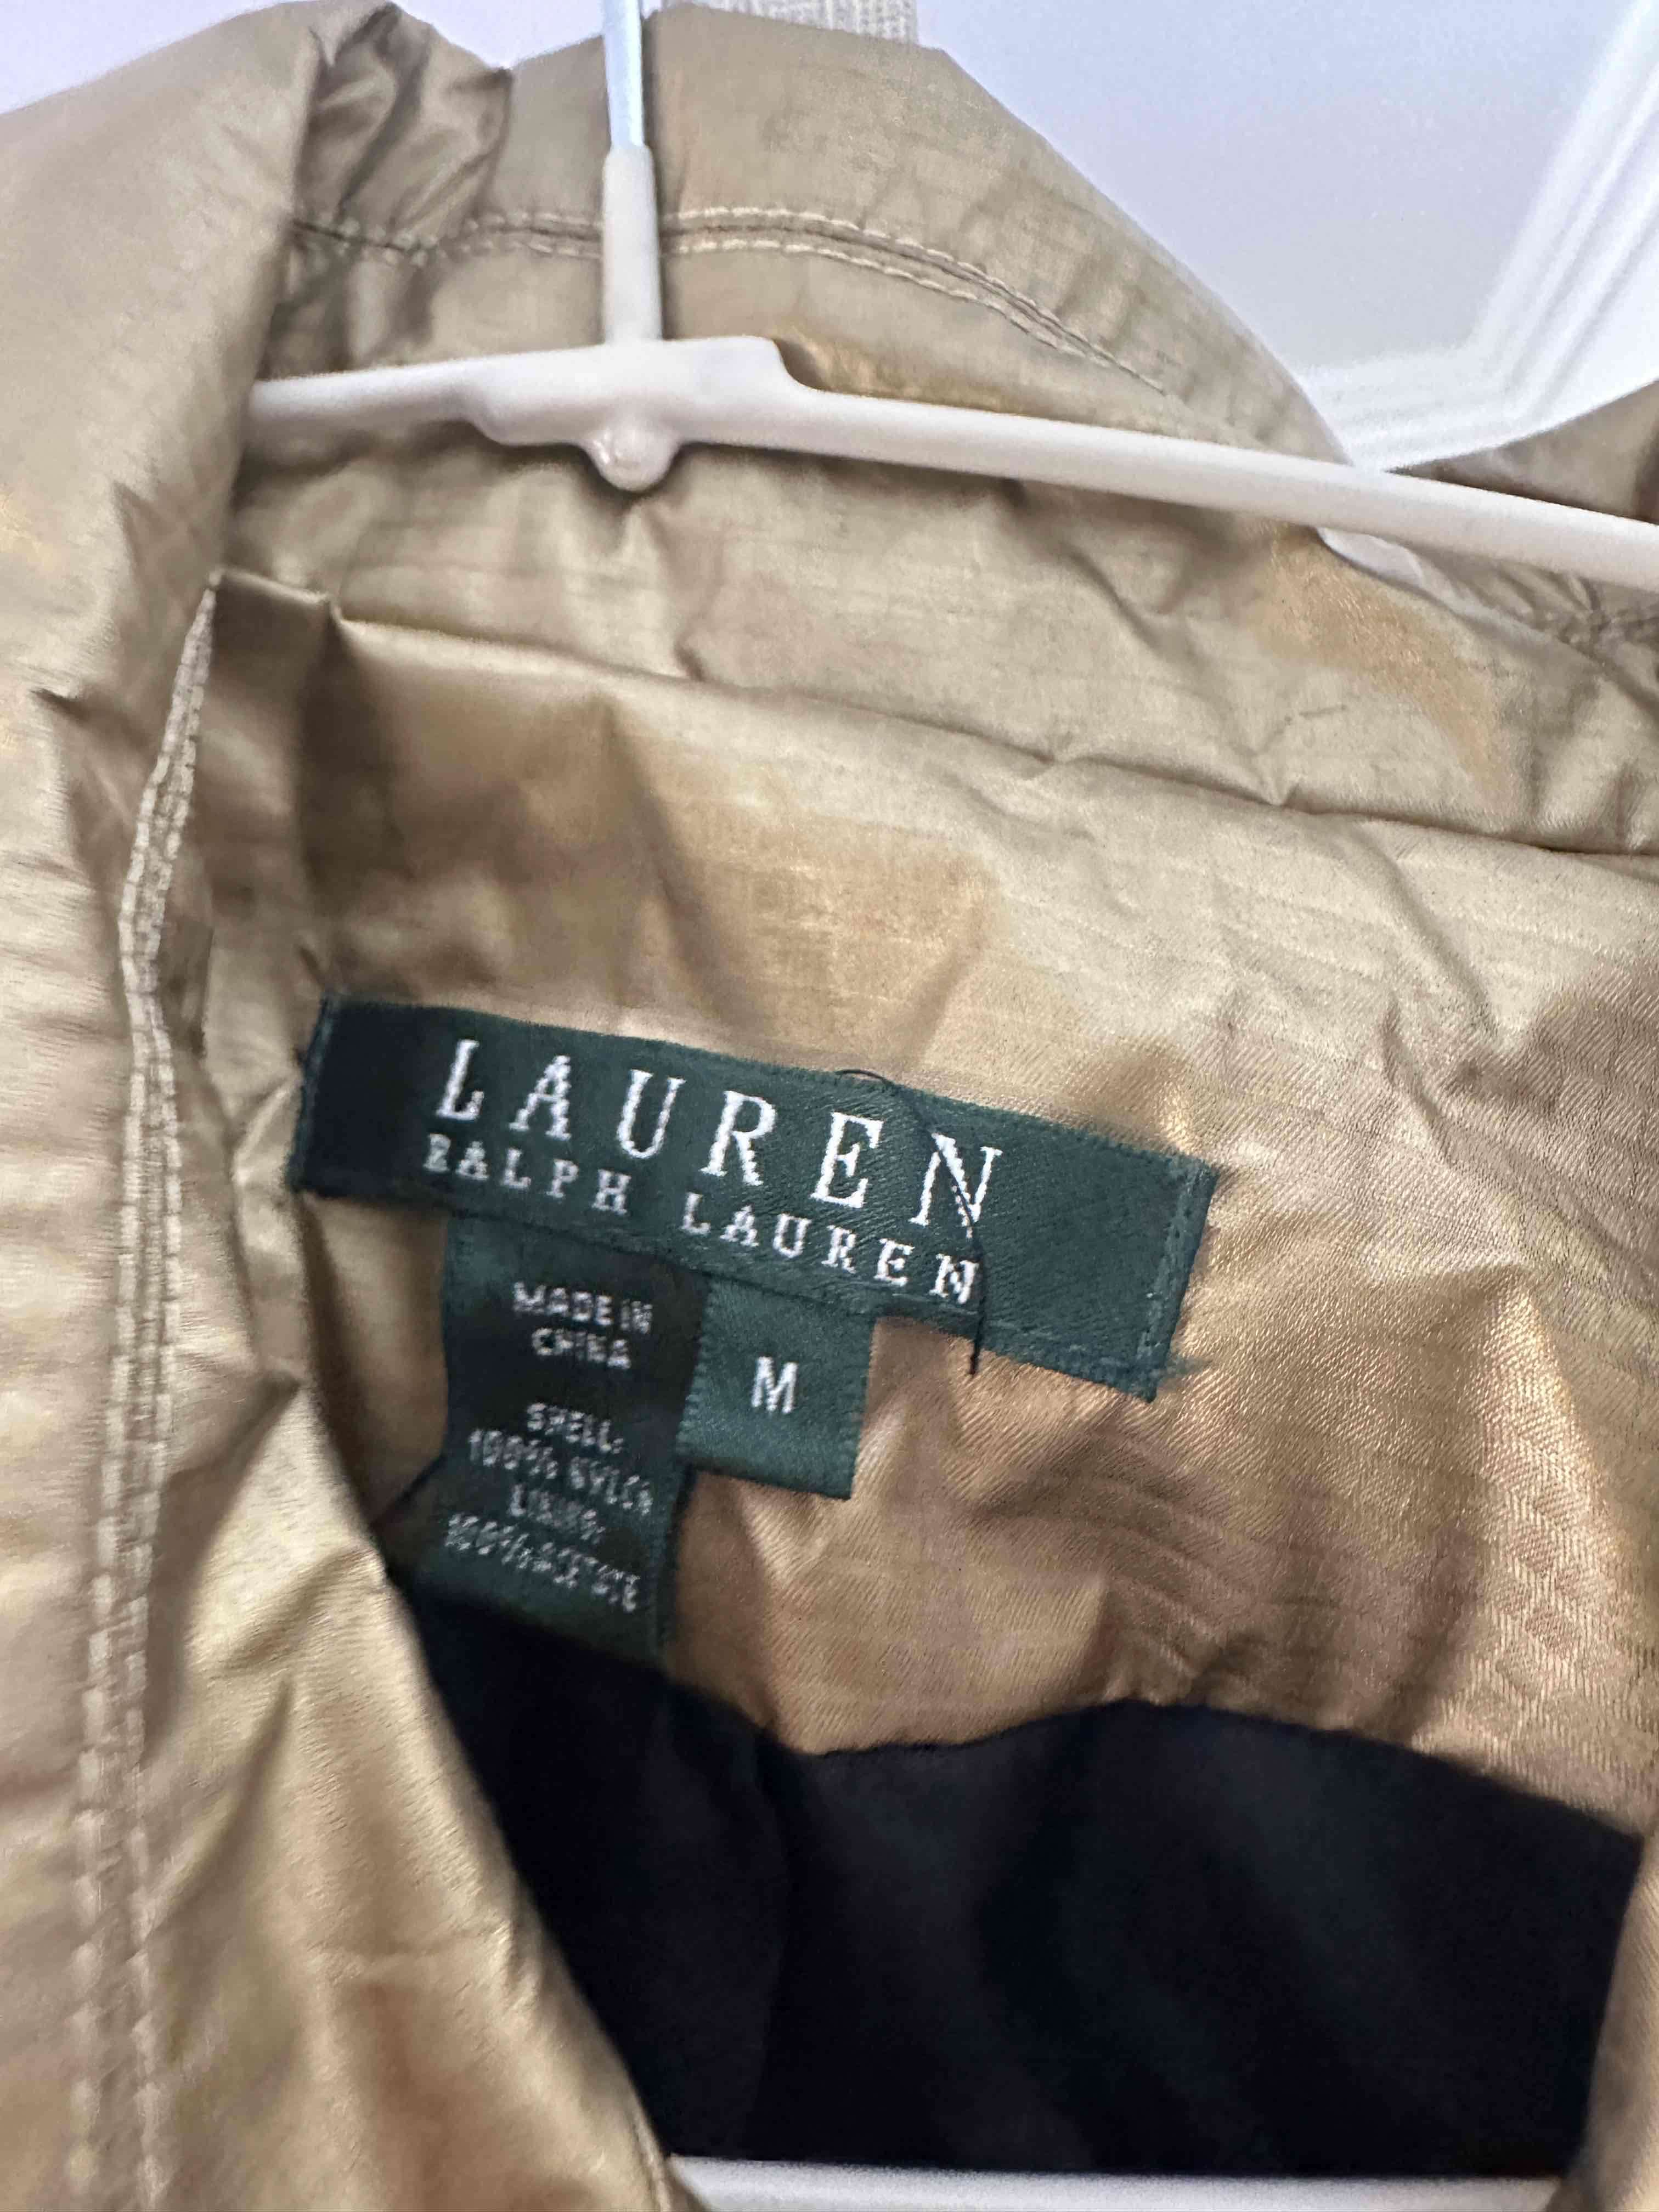 LAUREN
RALPH LAUREN
MADE IN
CHINA
M
SHELL:
100% NYLON
LINING:
100% ACETATE